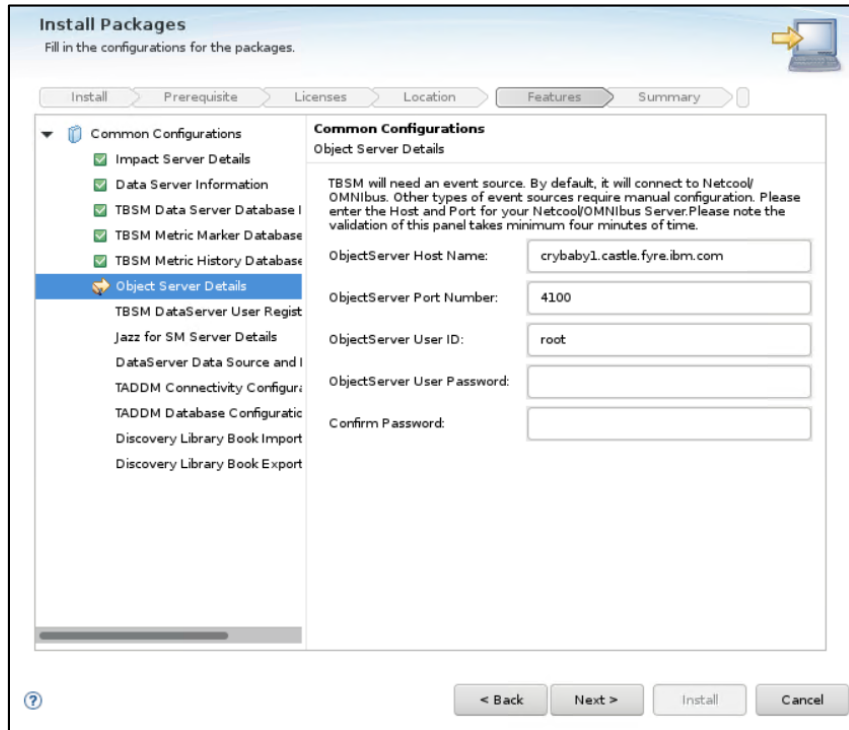 Install Packages
Fill in the configurations for the packages.
Install Prerequisite Licenses Location Features Summary
Common Configurations
Impact Server Details
Data Server Information
TBSM Data Server Database I
TBSM Metric Marker Database
TBSM Metric History Database
Object Server Details
TBSM DataServer User Regist
Jazz for SM Server Details
DataServer Data Source and I
TADDM Connectivity Configura
TADDM Database Configuratic
Discovery Library Book Import
Discovery Library Book Export
Common Configurations
Object Server Details
TBSM will need an event source. By default, it will connect to Netcool/
OMNIbus. Other types of event sources require manual configuration. Please
enter the Host and Port for your Netcool/OMNIbus Server.Please note the
validation of this panel takes minimum four minutes of time.
ObjectServer Host Name: crybaby1.castle.fyre.ibm.com
ObjectServer Port Number: 4100
ObjectServer User ID: root
ObjectServer User Password:
Confirm Password:
? < Back Next > Install Cancel